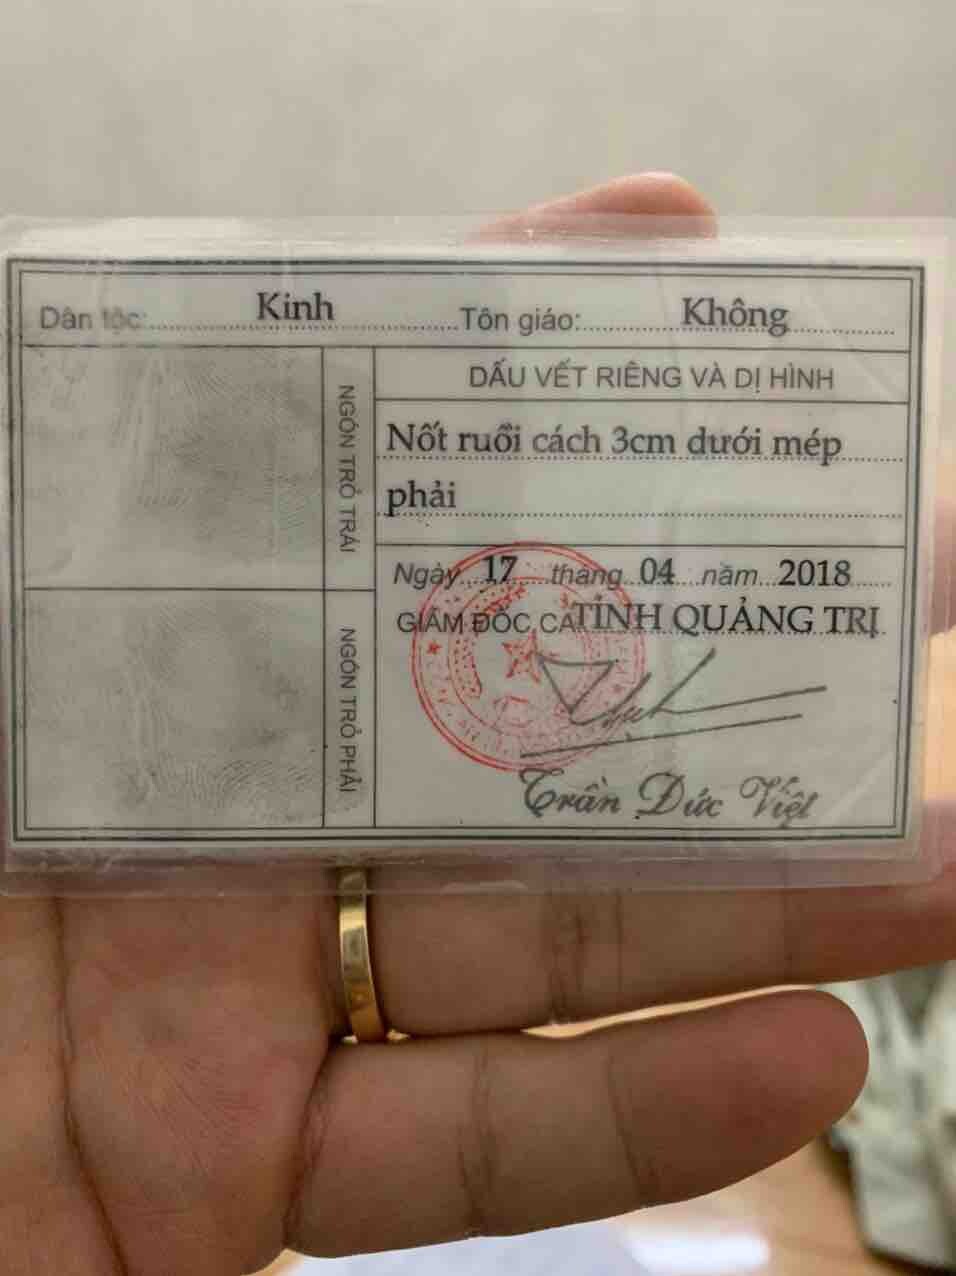 Dân tộc: Kinh Tôn giáo: Không
NGÓN TRỎ TRÁI
DẤU VẾT RIÊNG VÀ DỊ HÌNH
Nốt ruồi cách 3cm dưới mép
phải
NGÓN TRỎ PHẢI
Ngày 17 tháng 04 năm 2018
GIÁM ĐỐC CA TỈNH QUẢNG TRỊ
Trần Đức Việt